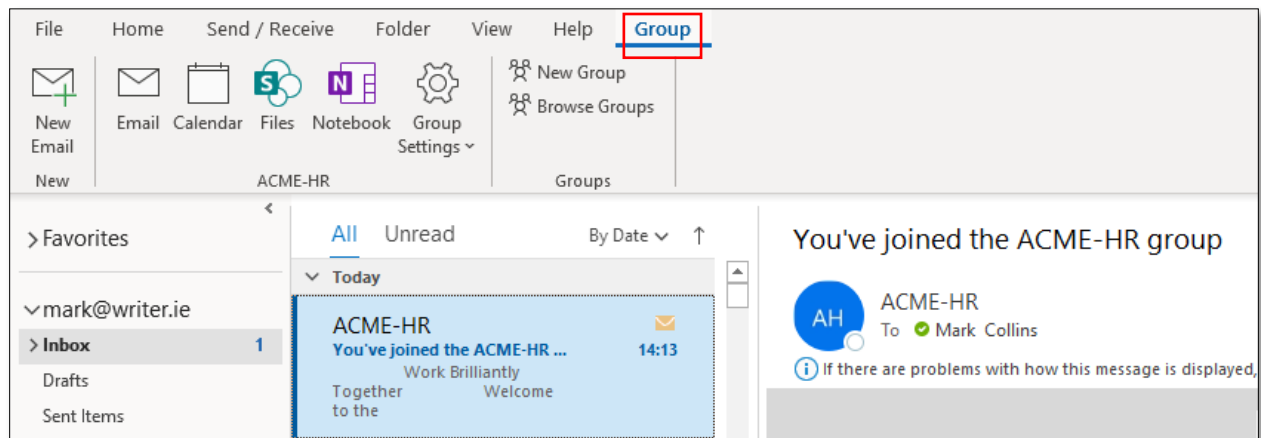 File Home Send / Receive Folder View Help Group
New Email
Email Calendar Files Notebook Group Settings
New Group
Browse Groups
New ACME-HR Groups
Favorites
mark@writer.ie
Inbox 1
Drafts
Sent Items
All Unread By Date
Today
ACME-HR
You've joined the ACME-HR ... 14:13
Work Brilliantly
Together Welcome
to the
You've joined the ACME-HR group
AH
ACME-HR
To Mark Collins
If there are problems with how this message is displayed,